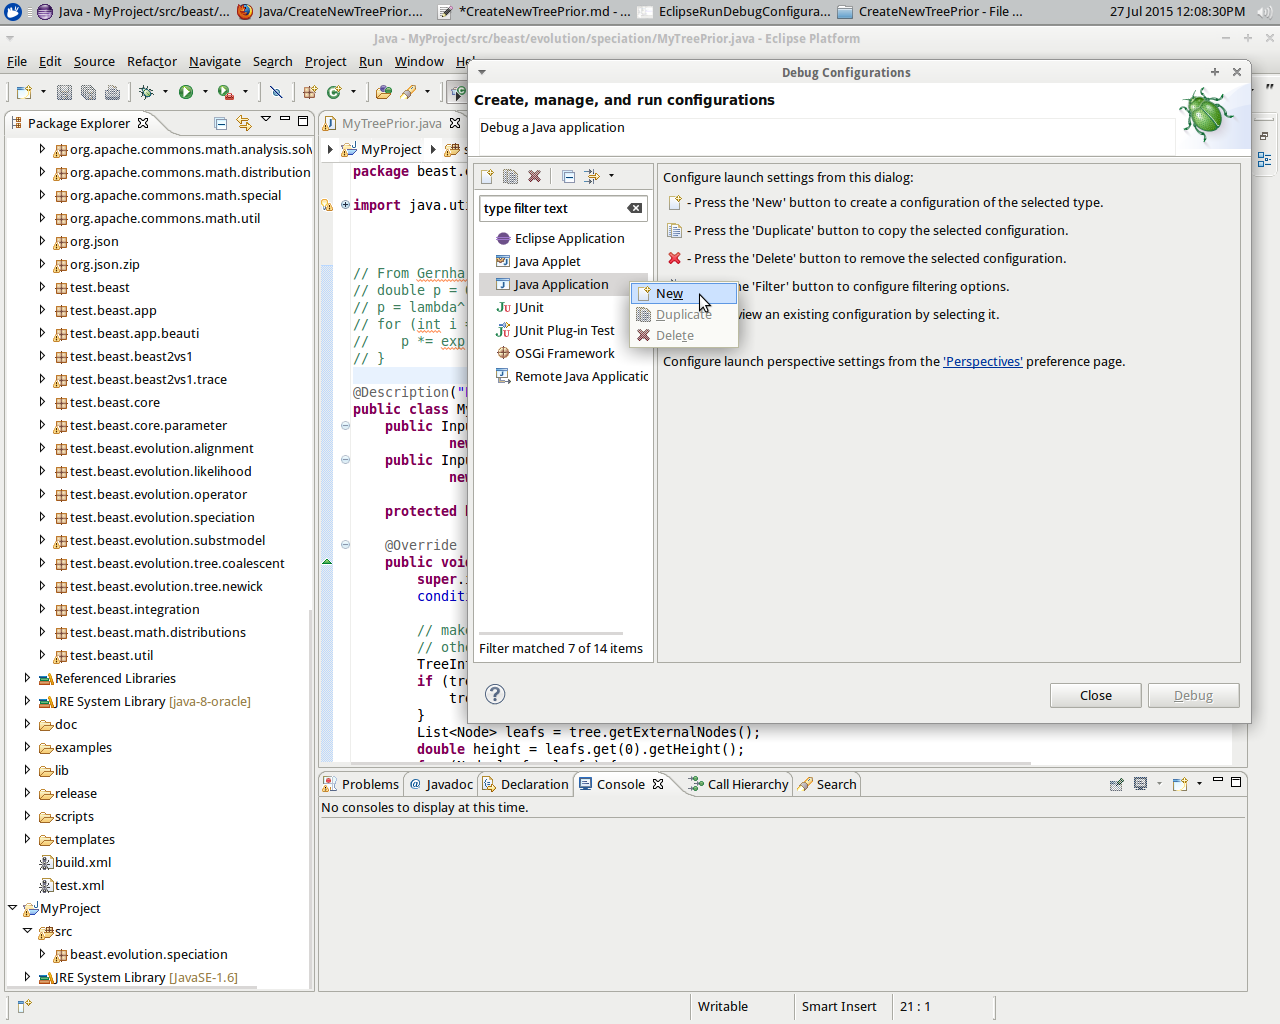 Java - MyProject/src/beast/... Java/CreateNewTreePrior.... *CreateNewTreePrior.md - ... EclipseRunDebugConfigura... CreateNewTreePrior - File ... 27 Jul 2015 12:08:30PM
Java - MyProject/src/beast/evolution/speciation/MyTreePrior.java - Eclipse Platform
File Edit Source Refactor Navigate Search Project Run Window
Package Explorer
org.apache.commons.math.analysis.solv
org.apache.commons.math.distribution
org.apache.commons.math.special
org.apache.commons.math.util
org.json
org.json.zip
test.beast
test.beast.app
test.beast.app.beauti
test.beast.beast2vs1
test.beast.beast2vs1.trace
test.beast.core
test.beast.core.parameter
test.beast.evolution.alignment
test.beast.evolution.likelihood
test.beast.evolution.operator
test.beast.evolution.speciation
test.beast.evolution.substmodel
test.beast.evolution.tree.coalescent
test.beast.evolution.tree.newick
test.beast.integration
test.beast.math.distributions
test.beast.util
Referenced Libraries
JRE System Library [java-8-oracle]
doc
examples
lib
release
scripts
templates
build.xml
test.xml
MyProject
src
beast.evolution.speciation
JRE System Library [JavaSE-1.6]
MyTreePrior.java
MyProject
package beast.
import java.ut
// From Gernha
// double p =
// p = lambda^
// for (int i =
// p *= exp
// }
@Description("
public class My
public Inpu
new
public Inpu
new
protected
@Override
public void
super.
condit
// make
// othe
TreeInt
if (tre
tre
}
List<Node> leafs = tree.getExternalNodes();
double height = leafs.get(0).getHeight();
Debug Configurations
Create, manage, and run configurations
Debug a Java application
type filter text
Eclipse Application
Java Applet
Java Application
JUnit
JUnit Plug-in Test
OSGi Framework
Remote Java Applicatic
Filter matched 7 of 14 items
New
Duplicate
Delete
Configure launch settings from this dialog:
- Press the 'New' button to create a configuration of the selected type.
- Press the 'Duplicate' button to copy the selected configuration.
- Press the 'Delete' button to remove the selected configuration.
he 'Filter' button to configure filtering options.
view an existing configuration by selecting it.
Configure launch perspective settings from the 'Perspectives' preference page.
?
Close Debug
Problems @ Javadoc Declaration Console Call Hierarchy Search
No consoles to display at this time.
Writable Smart Insert 21 : 1